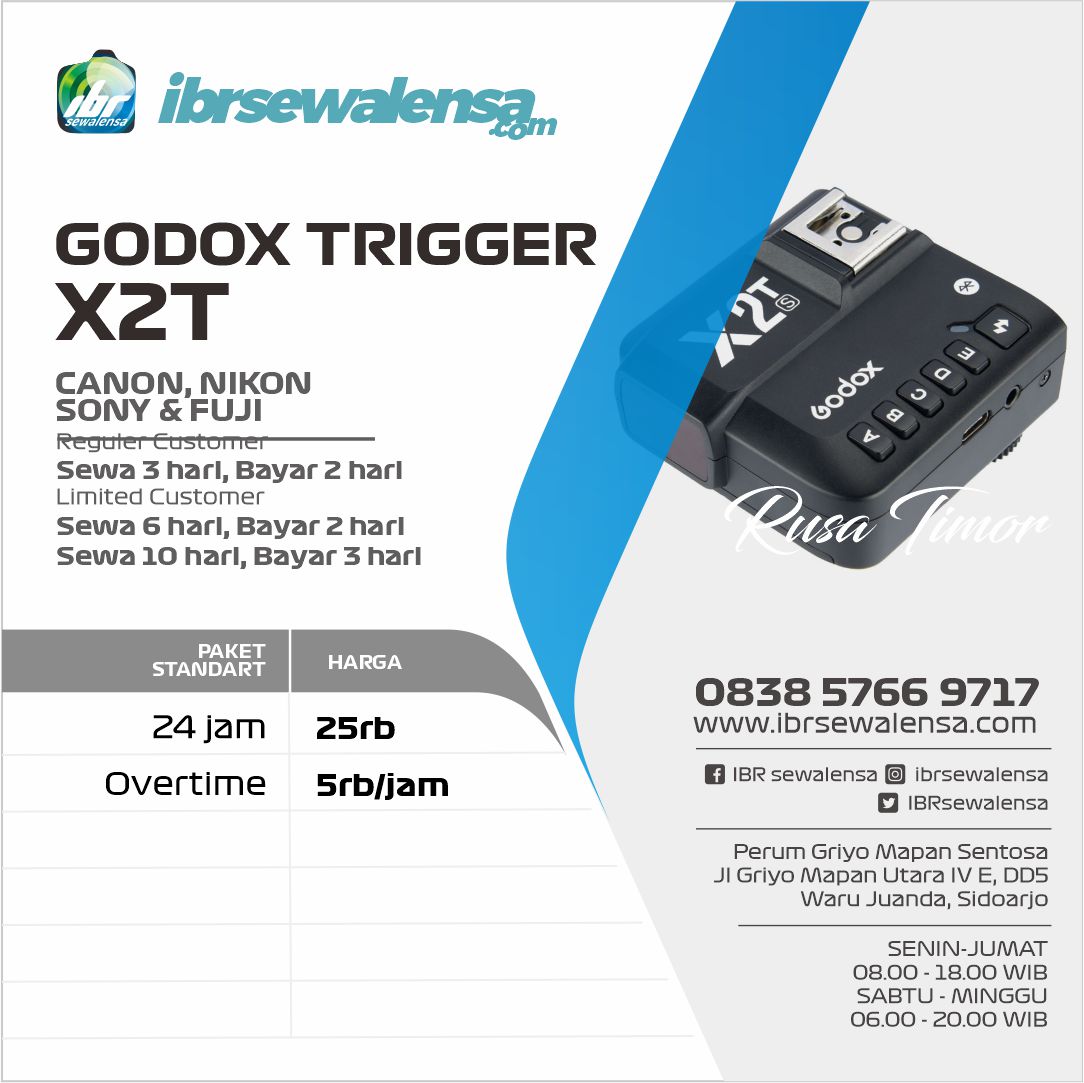 ibr
sewalensa
ibrsewalensa
.com
GODOX TRIGGER
X2T
CANON, NIKON
SONY & FUJI
Reguler Customer
Sewa 3 hari, Bayar 2 hari
Limited Customer
Sewa 6 hari, Bayar 2 hari
Sewa 10 hari, Bayar 3 hari
X2T S
Godox
A B C D E
Rusa Timor
PAKET
STANDART
HARGA
24 jam 25rb
Overtime 5rb/jam
0838 5766 9717
www.ibrsewalensa.com
IBR sewalensa ibrsewalensa
IBRsewalensa
Perum Griyo Mapan Sentosa
Jl Griyo Mapan Utara IV E, DD5
Waru Juanda, Sidoarjo
SENIN-JUMAT
08.00 - 18.00 WIB
SABTU - MINGGU
06.00 - 20.00 WIB